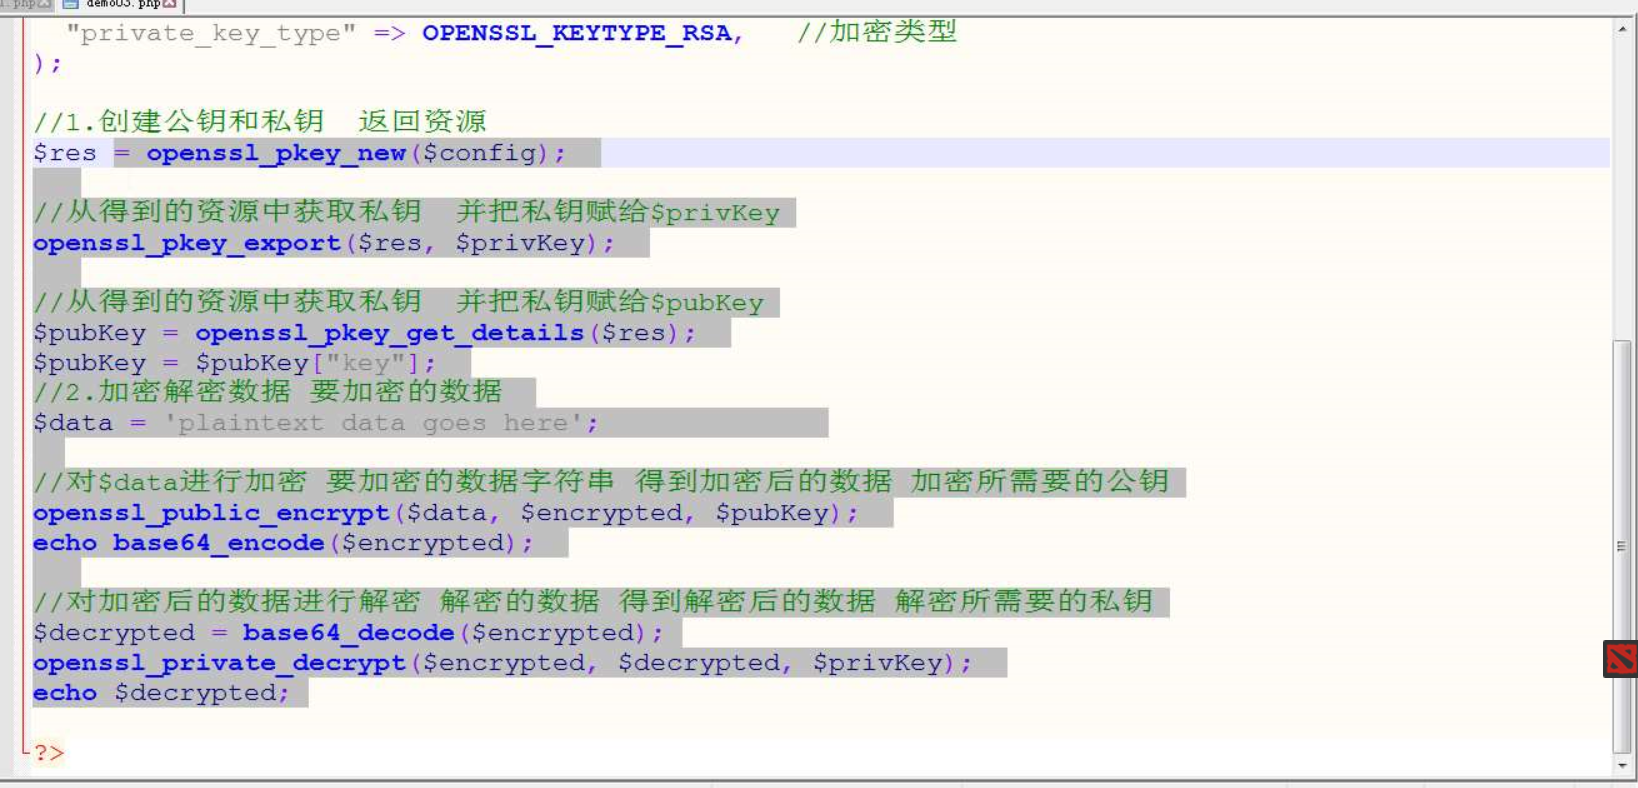 demo03.php
"private_key_type" => OPENSSL_KEYTYPE_RSA, //加密类型
);
//1.创建公钥和私钥 返回资源
$res = openssl_pkey_new($config);
//从得到的资源中获取私钥 并把私钥赋给$privKey
openssl_pkey_export($res, $privKey);
//从得到的资源中获取私钥 并把私钥赋给$pubKey
$pubKey = openssl_pkey_get_details($res);
$pubKey = $pubKey["key"];
//2.加密解密数据 要加密的数据
$data = 'plaintext data goes here';
//对$data进行加密 要加密的数据字符串 得到加密后的数据 加密所需要的公钥
openssl_public_encrypt($data, $encrypted, $pubKey);
echo base64_encode($encrypted);
//对加密后的数据进行解密 解密的数据 得到解密后的数据 解密所需要的私钥
$decrypted = base64_decode($encrypted);
openssl_private_decrypt($encrypted, $decrypted, $privKey);
echo $decrypted;
?>